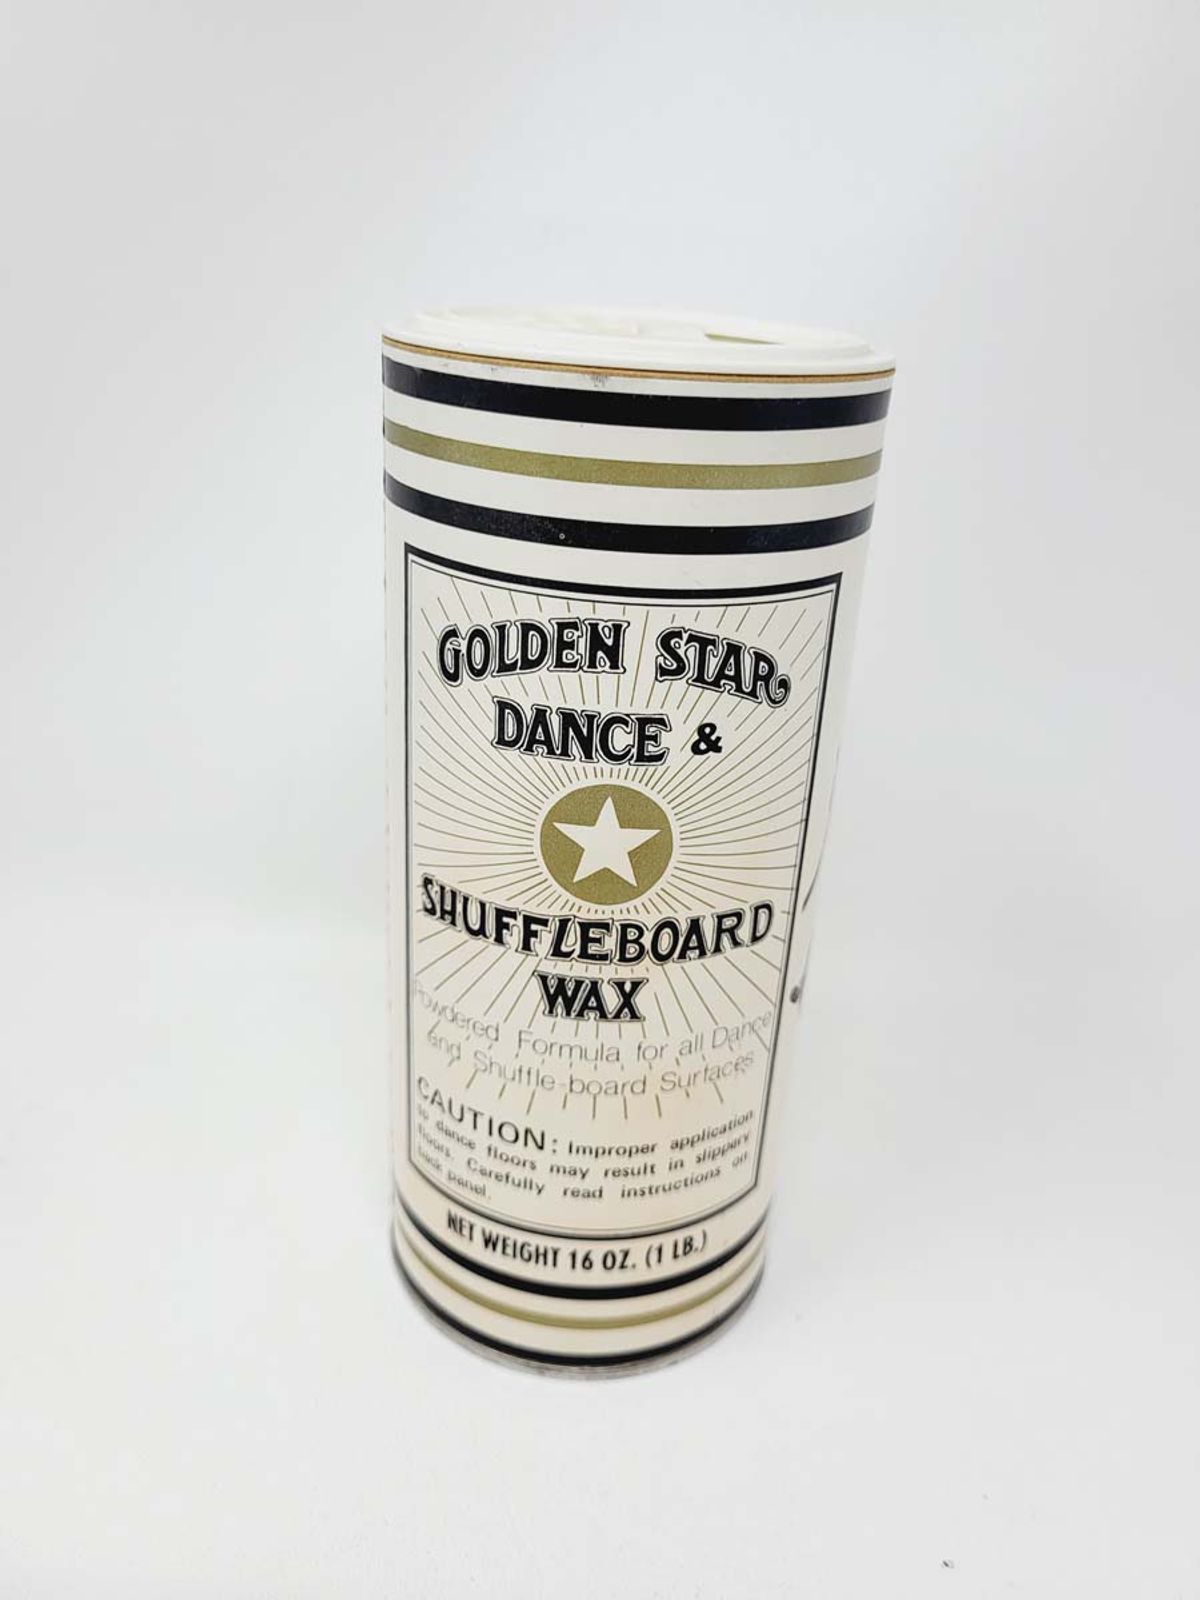 GOLDEN STAR
DANCE &
SHUFFLEBOARD
WAX
Powdered Formula for all Dance
and Shuffle-board Surfaces
CAUTION: Improper application
to dance floors may result in slippery
floors. Carefully read instructions on
back panel.
NET WEIGHT 16 OZ. (1 LB.)